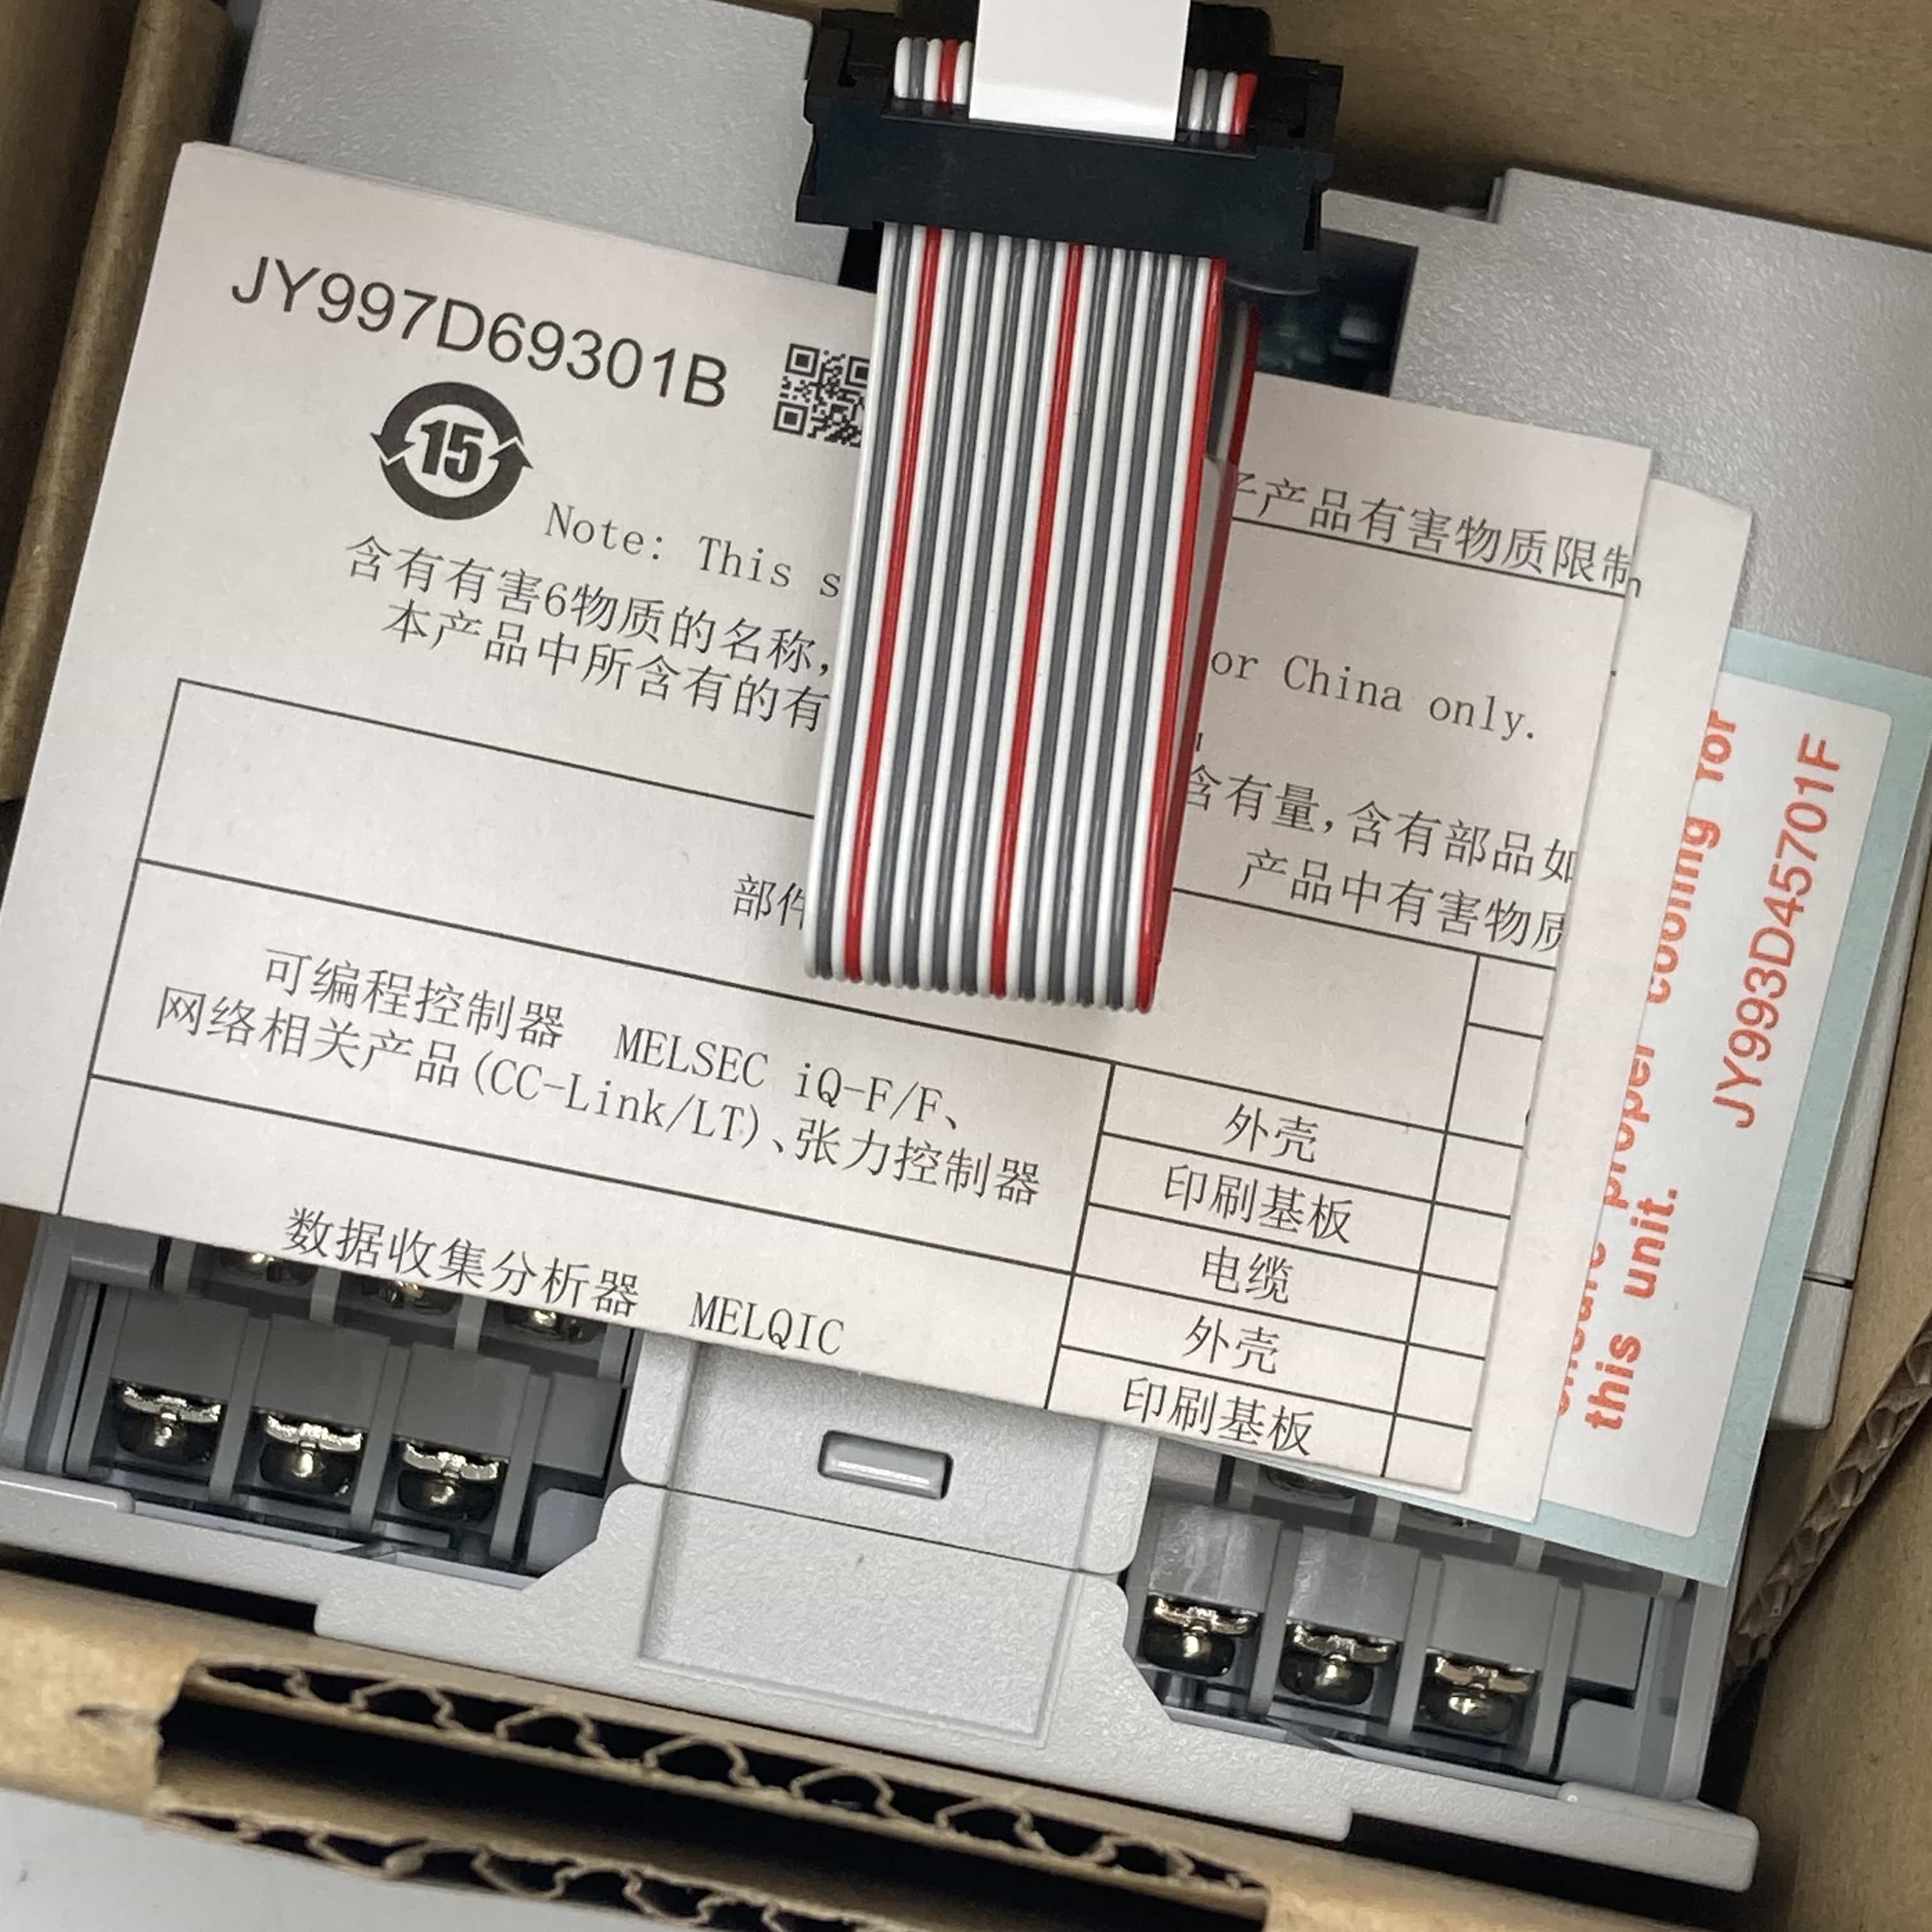 JY997D69301B
15
产品有害物质限制
Note: This
or China only.
含有有害6物质的名称,
含有量,含有部品如
本产品中所含有的有
产品中有害物质
部件
可编程控制器 MELSEC iQ-F/F、
网络相关产品(CC-Link/LT)、张力控制器
外壳
印刷基板
电缆
数据收集分析器 MELQIC
外壳
印刷基板
proper cooling for
this unit.
JY993D45701F